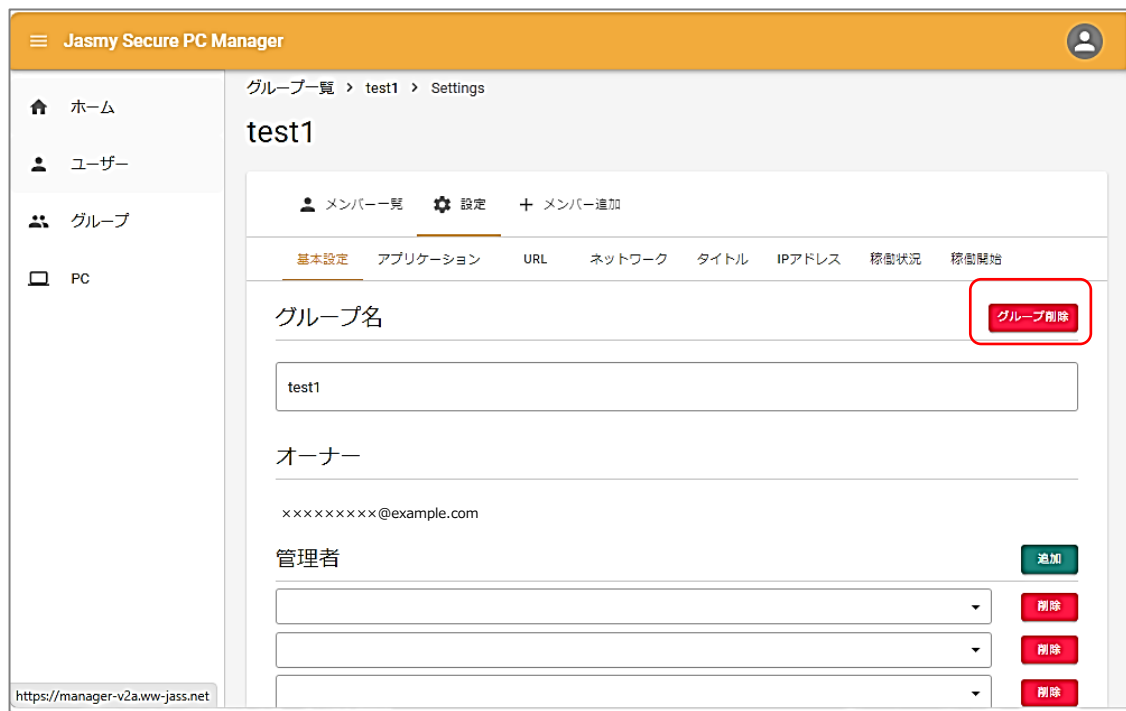 Jasmy Secure PC Manager
ホーム
ユーザー
グループ
PC
グループ一覧 > test1 > Settings
test1
メンバー一覧 設定 + メンバー追加
基本設定 アプリケーション URL ネットワーク タイトル IPアドレス 稼働状況 稼働開始
グループ名 グループ削除
test1
オーナー
×××××××××@example.com
管理者 追加
削除
削除
削除
https://manager-v2a.ww-jass.net